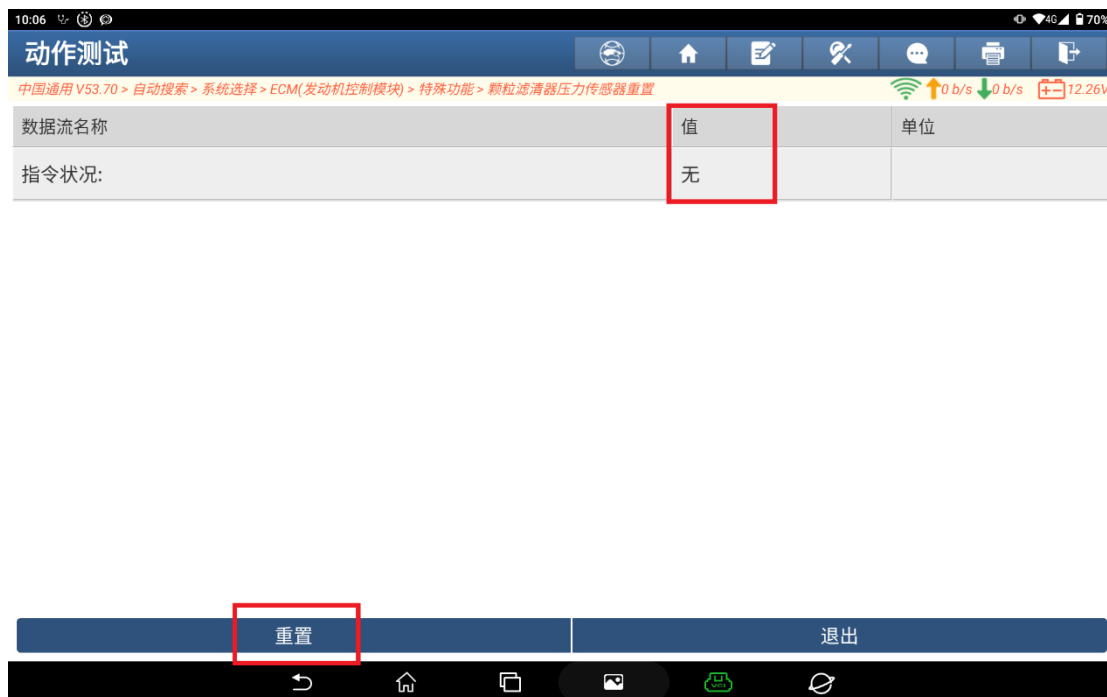 10:06 4G 70%
动作测试
中国通用 V53.70 > 自动搜索 > 系统选择 > ECM(发动机控制模块) > 特殊功能 > 颗粒滤清器压力传感器重置 0 b/s 0 b/s 12.26V
数据流名称 值 单位
指令状况: 无
重置 退出
VCI